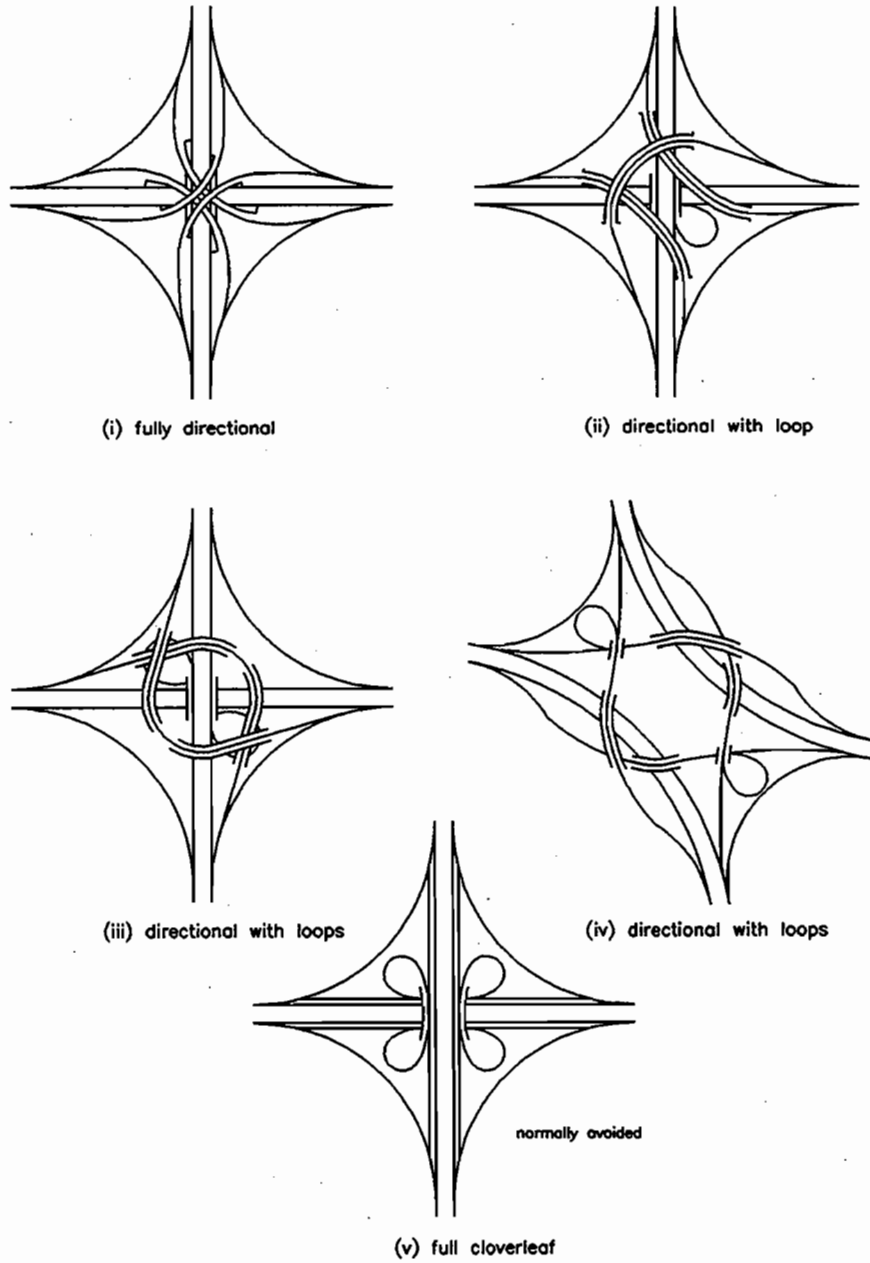 (i) fully directional
(ii) directional with loop
(iii) directional with loops
(iv) directional with loops
normally avoided
(v) full cloverleaf